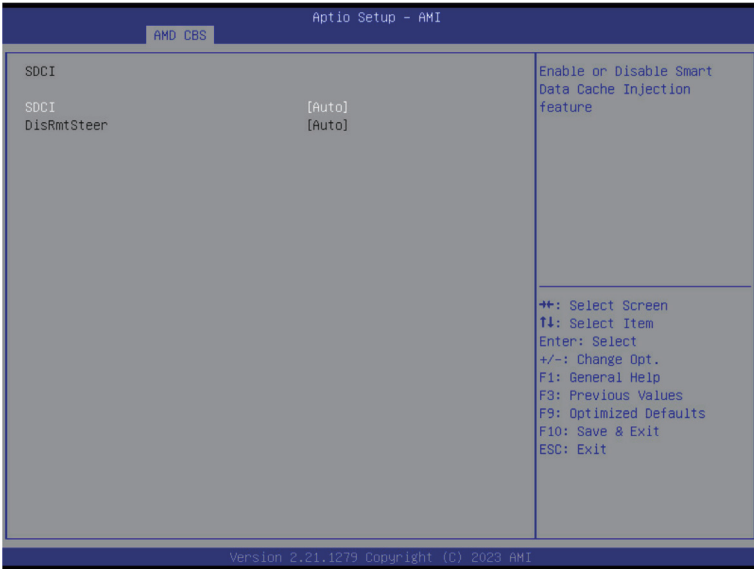 Aptio Setup – AMI
AMD CBS
SDCI
SDCI [Auto]
DisRmtSteer [Auto]
Enable or Disable Smart
Data Cache Injection
feature
→←: Select Screen
↑↓: Select Item
Enter: Select
+/-: Change Opt.
F1: General Help
F3: Previous Values
F9: Optimized Defaults
F10: Save & Exit
ESC: Exit
Version 2.21.1279 Copyright (C) 2023 AMI